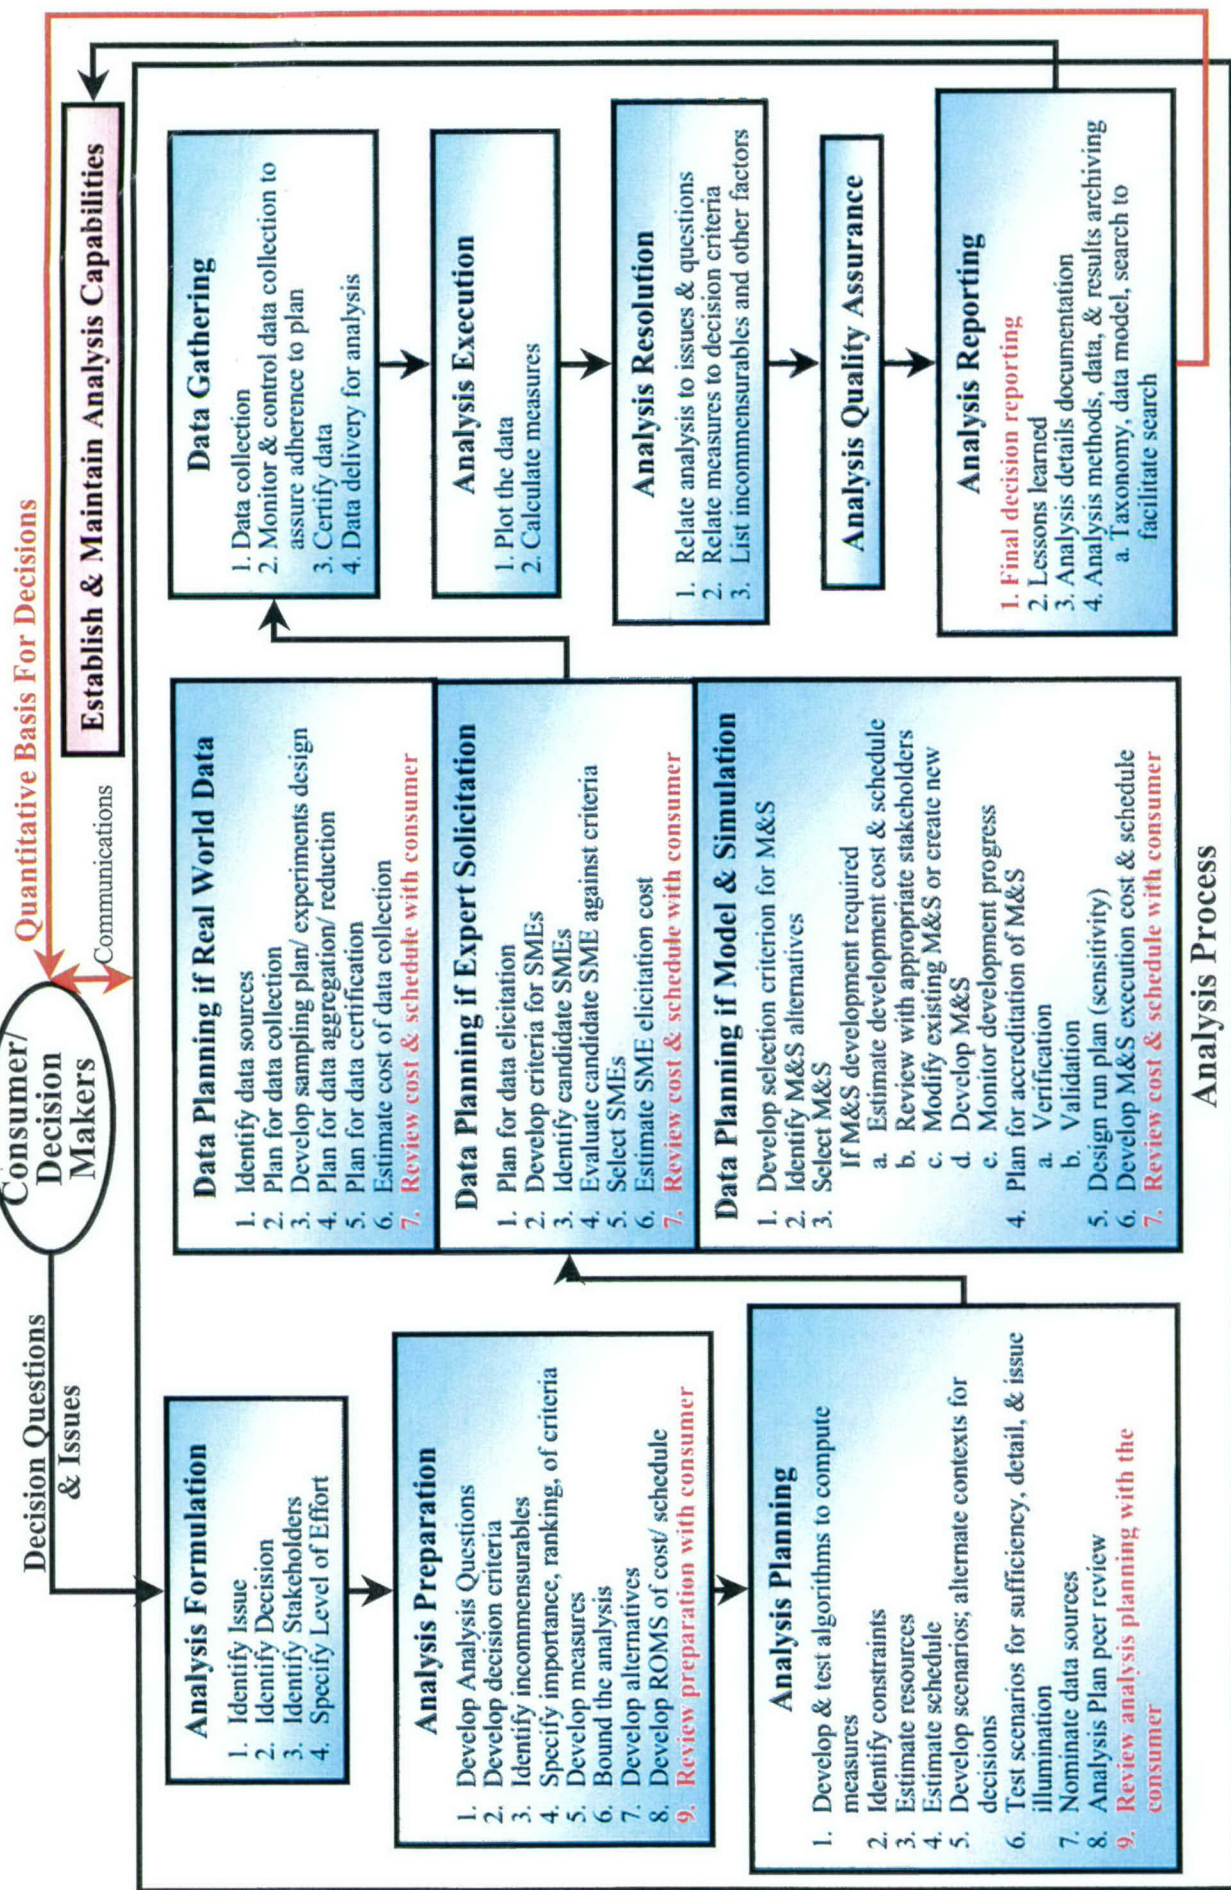 Consumer/
Decision
Makers
Decision Questions
& Issues
Quantitative Basis For Decisions
Communications
Establish & Maintain Analysis Capabilities
Analysis Formulation
1. Identify Issue
2. Identify Decision
3. Identify Stakeholders
4. Specify Level of Effort
Analysis Preparation
1. Develop Analysis Questions
2. Develop decision criteria
3. Identify incommensurables
4. Specify importance, ranking, of criteria
5. Develop measures
6. Bound the analysis
7. Develop alternatives
8. Develop ROMS of cost/ schedule
9. Review preparation with consumer
Analysis Planning
1. Develop & test algorithms to compute
measures
2. Identify constraints
3. Estimate resources
4. Estimate schedule
5. Develop scenarios; alternate contexts for
decisions
6. Test scenarios for sufficiency, detail, & issue
illumination
7. Nominate data sources
8. Analysis Plan peer review
9. Review analysis planning with the
consumer
Data Planning if Real World Data
1. Identify data sources
2. Plan for data collection
3. Develop sampling plan/ experiments design
4. Plan for data aggregation/ reduction
5. Plan for data certification
6. Estimate cost of data collection
7. Review cost & schedule with consumer
Data Planning if Expert Solicitation
1. Plan for data elicitation
2. Develop criteria for SMEs
3. Identify candidate SMEs
4. Evaluate candidate SME against criteria
5. Select SMEs
6. Estimate SME elicitation cost
7. Review cost & schedule with consumer
Data Planning if Model & Simulation
1. Develop selection criterion for M&S
2. Identify M&S alternatives
3. Select M&S
If M&S development required
a. Estimate development cost & schedule
b. Review with appropriate stakeholders
c. Modify existing M&S or create new
d. Develop M&S
e. Monitor development progress
4. Plan for accreditation of M&S
a. Verification
b. Validation
5. Design run plan (sensitivity)
6. Develop M&S execution cost & schedule
7. Review cost & schedule with consumer
Data Gathering
1. Data collection
2. Monitor & control data collection to
assure adherence to plan
3. Certify data
4. Data delivery for analysis
Analysis Execution
1. Plot the data
2. Calculate measures
Analysis Resolution
1. Relate analysis to issues & questions
2. Relate measures to decision criteria
3. List incommensurables and other factors
Analysis Quality Assurance
Analysis Reporting
1. Final decision reporting
2. Lessons learned
3. Analysis details documentation
4. Analysis methods, data, & results archiving
a. Taxonomy, data model, search to
facilitate search
Analysis Process